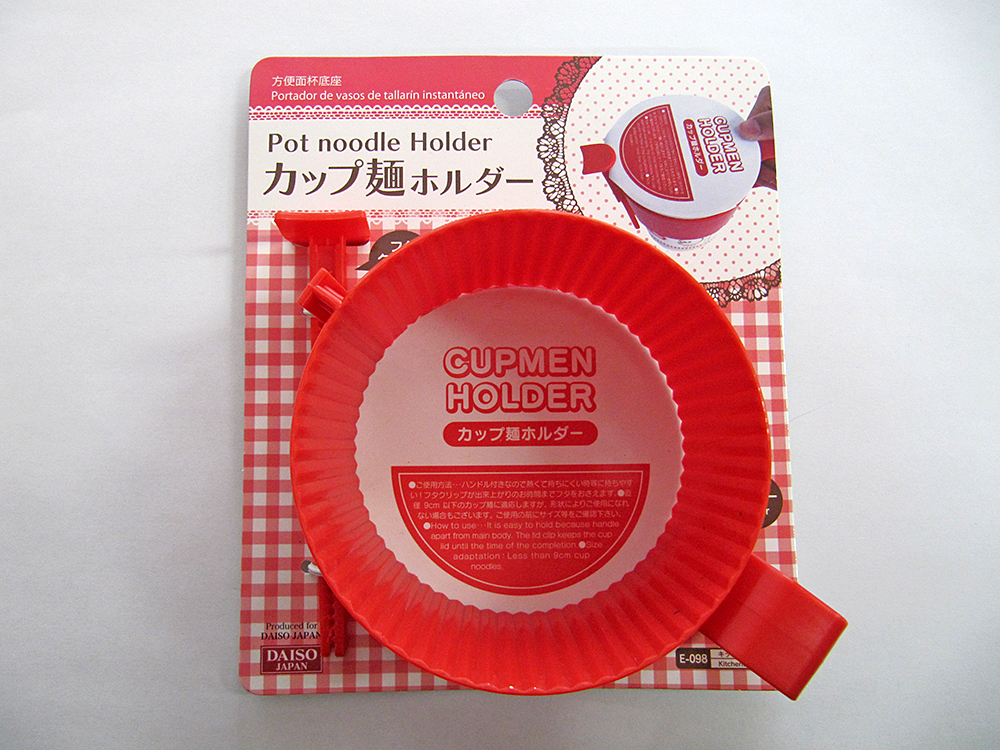 方便面杯底座
Portador de vasos de tallarín instantáneo
Pot noodle Holder
カップ麺ホルダー
CUPMEN
HOLDER
カップ麺ホルダー
CUPMEN
HOLDER
カップ麺ホルダー
●ご使用方法…ハンドル付きなので熱くて持ちにくい時等に持ちやす
い!フタクリップが出来上がりのお時間までフタをおさえます。●直
径 9cm 以下のカップ麺に適応しますが、形状によりご使用になれ
ない場合もございます。ご使用の前にサイズ等をご確認下さい。
●How to use…It is easy to hold because handle
apart from main body. The lid clip keeps the cup
lid until the time of the completion ●Size
adaptation: Less than 9cm cup
noodles.
Produced for
DAISO JAPAN
DAISO
JAPAN
E-098
キッ
Kitchen